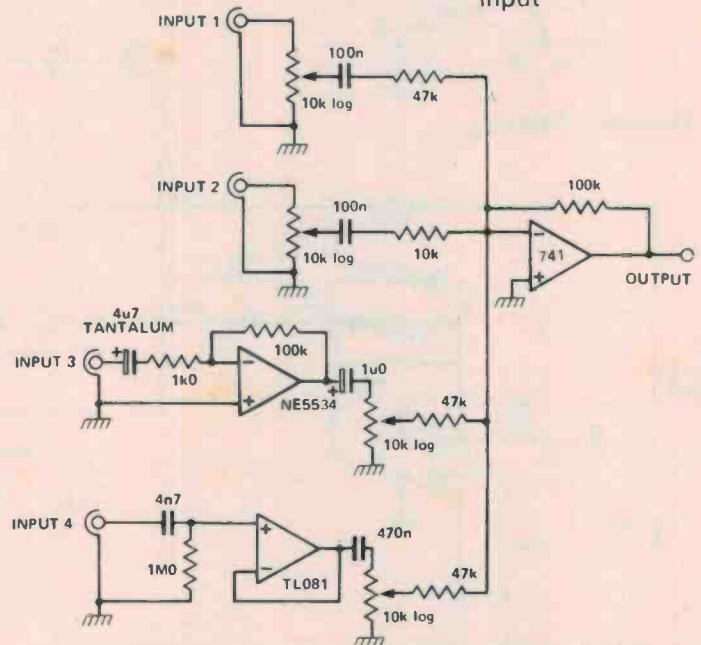 Input
INPUT 1
100n
10k log
47k
INPUT 2
100n
10k log
10k
100k
−
741
+
OUTPUT
4u7
TANTALUM
+
INPUT 3
1k0
100k
−
+
NE5534
+
1u0
10k log
47k
INPUT 4
4n7
1M0
+
−
TL081
470n
10k log
47k